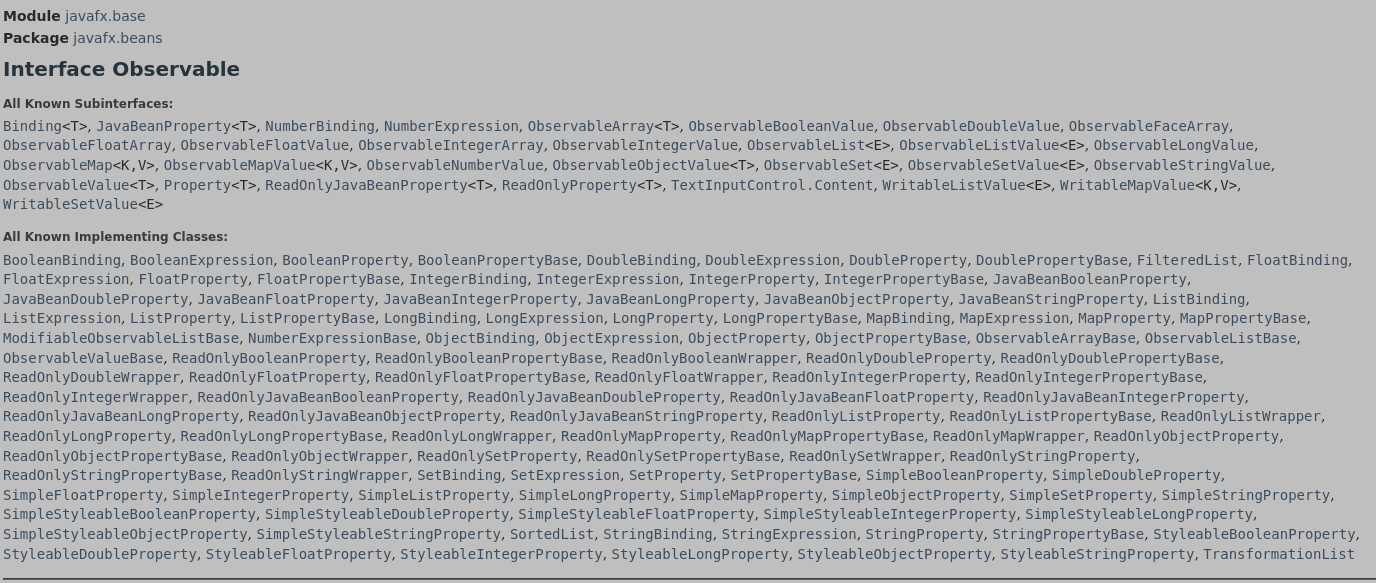 Module javafx.base
Package javafx.beans
Interface Observable
All Known Subinterfaces:
Binding<T>, JavaBeanProperty<T>, NumberBinding, NumberExpression, ObservableArray<T>, ObservableBooleanValue, ObservableDoubleValue, ObservableFaceArray,
ObservableFloatArray, ObservableFloatValue, ObservableIntegerArray, ObservableIntegerValue, ObservableList<E>, ObservableListValue<E>, ObservableLongValue,
ObservableMap<K,V>, ObservableMapValue<K,V>, ObservableNumberValue, ObservableObjectValue<T>, ObservableSet<E>, ObservableSetValue<E>, ObservableStringValue,
ObservableValue<T>, Property<T>, ReadOnlyJavaBeanProperty<T>, ReadOnlyProperty<T>, TextInputControl.Content, WritableListValue<E>, WritableMapValue<K,V>,
WritableSetValue<E>
All Known Implementing Classes:
BooleanBinding, BooleanExpression, BooleanProperty, BooleanPropertyBase, DoubleBinding, DoubleExpression, DoubleProperty, DoublePropertyBase, FilteredList, FloatBinding,
FloatExpression, FloatProperty, FloatPropertyBase, IntegerBinding, IntegerExpression, IntegerProperty, IntegerPropertyBase, JavaBeanBooleanProperty,
JavaBeanDoubleProperty, JavaBeanFloatProperty, JavaBeanIntegerProperty, JavaBeanLongProperty, JavaBeanObjectProperty, JavaBeanStringProperty, ListBinding,
ListExpression, ListProperty, ListPropertyBase, LongBinding, LongExpression, LongProperty, LongPropertyBase, MapBinding, MapExpression, MapProperty, MapPropertyBase,
ModifiableObservableListBase, NumberExpressionBase, ObjectBinding, ObjectExpression, ObjectProperty, ObjectPropertyBase, ObservableArrayBase, ObservableListBase,
ObservableValueBase, ReadOnlyBooleanProperty, ReadOnlyBooleanPropertyBase, ReadOnlyBooleanWrapper, ReadOnlyDoubleProperty, ReadOnlyDoublePropertyBase,
ReadOnlyDoubleWrapper, ReadOnlyFloatProperty, ReadOnlyFloatPropertyBase, ReadOnlyFloatWrapper, ReadOnlyIntegerProperty, ReadOnlyIntegerPropertyBase,
ReadOnlyIntegerWrapper, ReadOnlyJavaBeanBooleanProperty, ReadOnlyJavaBeanDoubleProperty, ReadOnlyJavaBeanFloatProperty, ReadOnlyJavaBeanIntegerProperty,
ReadOnlyJavaBeanLongProperty, ReadOnlyJavaBeanObjectProperty, ReadOnlyJavaBeanStringProperty, ReadOnlyListProperty, ReadOnlyListPropertyBase, ReadOnlyListWrapper,
ReadOnlyLongProperty, ReadOnlyLongPropertyBase, ReadOnlyLongWrapper, ReadOnlyMapProperty, ReadOnlyMapPropertyBase, ReadOnlyMapWrapper, ReadOnlyObjectProperty,
ReadOnlyObjectPropertyBase, ReadOnlyObjectWrapper, ReadOnlySetProperty, ReadOnlySetPropertyBase, ReadOnlySetWrapper, ReadOnlyStringProperty,
ReadOnlyStringPropertyBase, ReadOnlyStringWrapper, SetBinding, SetExpression, SetProperty, SetPropertyBase, SimpleBooleanProperty, SimpleDoubleProperty,
SimpleFloatProperty, SimpleIntegerProperty, SimpleListProperty, SimpleLongProperty, SimpleMapProperty, SimpleObjectProperty, SimpleSetProperty, SimpleStringProperty,
SimpleStyleableBooleanProperty, SimpleStyleableDoubleProperty, SimpleStyleableFloatProperty, SimpleStyleableIntegerProperty, SimpleStyleableLongProperty,
SimpleStyleableObjectProperty, SimpleStyleableStringProperty, SortedList, StringBinding, StringExpression, StringProperty, StringPropertyBase, StyleableBooleanProperty,
StyleableDoubleProperty, StyleableFloatProperty, StyleableIntegerProperty, StyleableLongProperty, StyleableObjectProperty, StyleableStringProperty, TransformationList